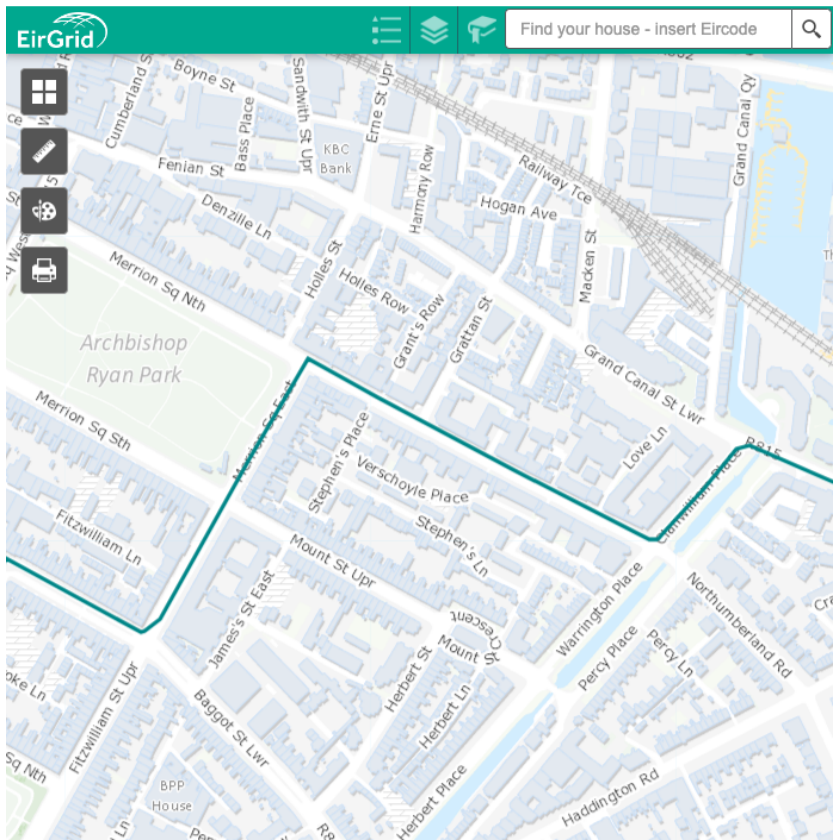 EirGrid
Find your house - insert Eircode
Boyne St
Cumberland St
Sandwith St Upr
Erne St Upr
Bass Place
KBC
Bank
Fenian St
Harmony Row
Railway Tce
Hogan Ave
Grand Canal Qy
Denzille Ln
Macken St
Holles St
Holles Row
Merrion Sq Nth
Grant's Row
Grattan St
Archbishop
Ryan Park
Grand Canal St Lwr
Merrion Sq East
Merrion Sq Sth
Love Ln
R815
Stephen's Place
Verschoyle Place
Clanwilliam Place
Stephen's Ln
Fitzwilliam Ln
Mount St Upr
James's St East
Warrington Place
Northumberland Rd
Mount St
Crescent
Percy Place
Percy Ln
Herbert St
Herbert Ln
Fitzwilliam St Upr
Baggot St Lwr
Sq Nth
BPP
House
Herbert Place
Haddington Rd